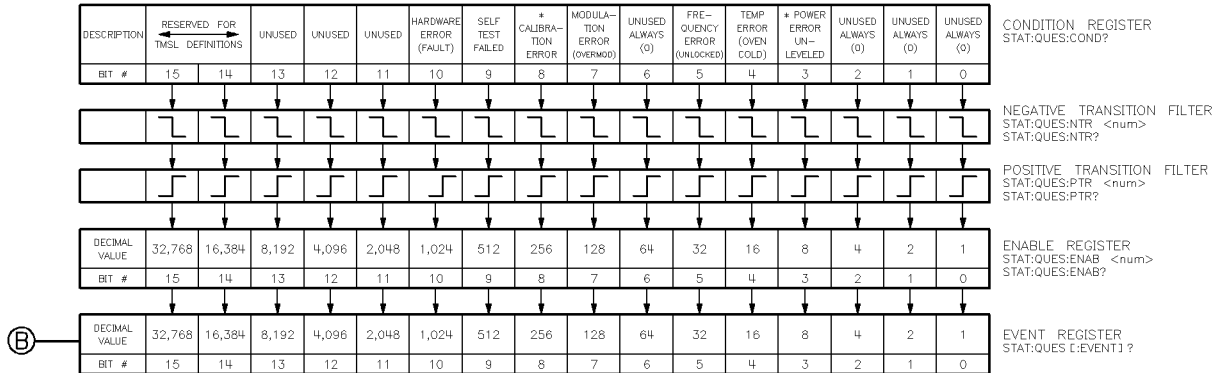 DESCRIPTION RESERVED FOR TMSL DEFINITIONS UNUSED UNUSED UNUSED HARDWARE ERROR (FAULT) SELF TEST FAILED * CALIBRA- TION ERROR MODULA- TION ERROR (OVERMOD) UNUSED ALWAYS (0) FRE- QUENCY ERROR (UNLOCKED) TEMP ERROR (OVEN COLD) * POWER ERROR UN- LEVELED UNUSED ALWAYS (0) UNUSED ALWAYS (0) UNUSED ALWAYS (0)
BIT # 15 14 13 12 11 10 9 8 7 6 5 4 3 2 1 0
CONDITION REGISTER
STAT:QUES:COND?
NEGATIVE TRANSITION FILTER
STAT:QUES:NTR <num>
STAT:QUES:NTR?
POSITIVE TRANSITION FILTER
STAT:QUES:PTR <num>
STAT:QUES:PTR?
DECIMAL VALUE 32,768 16,384 8,192 4,096 2,048 1,024 512 256 128 64 32 16 8 4 2 1
BIT # 15 14 13 12 11 10 9 8 7 6 5 4 3 2 1 0
ENABLE REGISTER
STAT:QUES:ENAB <num>
STAT:QUES:ENAB?
B
DECIMAL VALUE 32,768 16,384 8,192 4,096 2,048 1,024 512 256 128 64 32 16 8 4 2 1
BIT # 15 14 13 12 11 10 9 8 7 6 5 4 3 2 1 0
EVENT REGISTER
STAT:QUES [:EVENT] ?